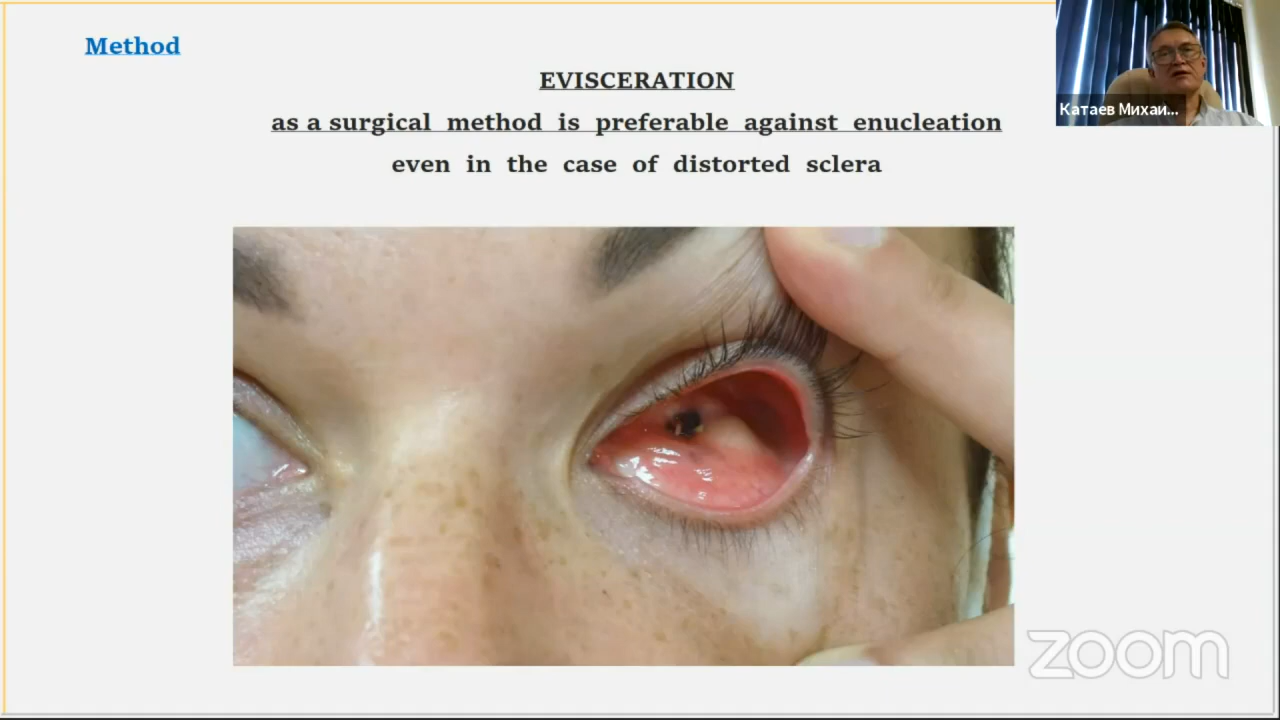 Method
EVISCERATION
as a surgical method is preferable against enucleation
even in the case of distorted sclera
Катаев Михаи...
zoom